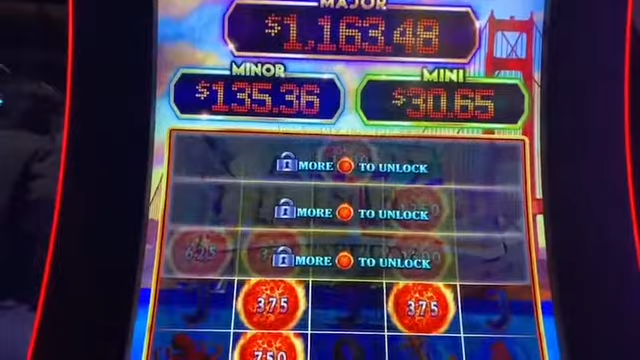 MAJOR
$1,163.48
MINOR
MINI
$135.36
$30.65
MORE TO UNLOCK
MORE TO UNLOCK
MORE TO UNLOCK
625
375
375
750